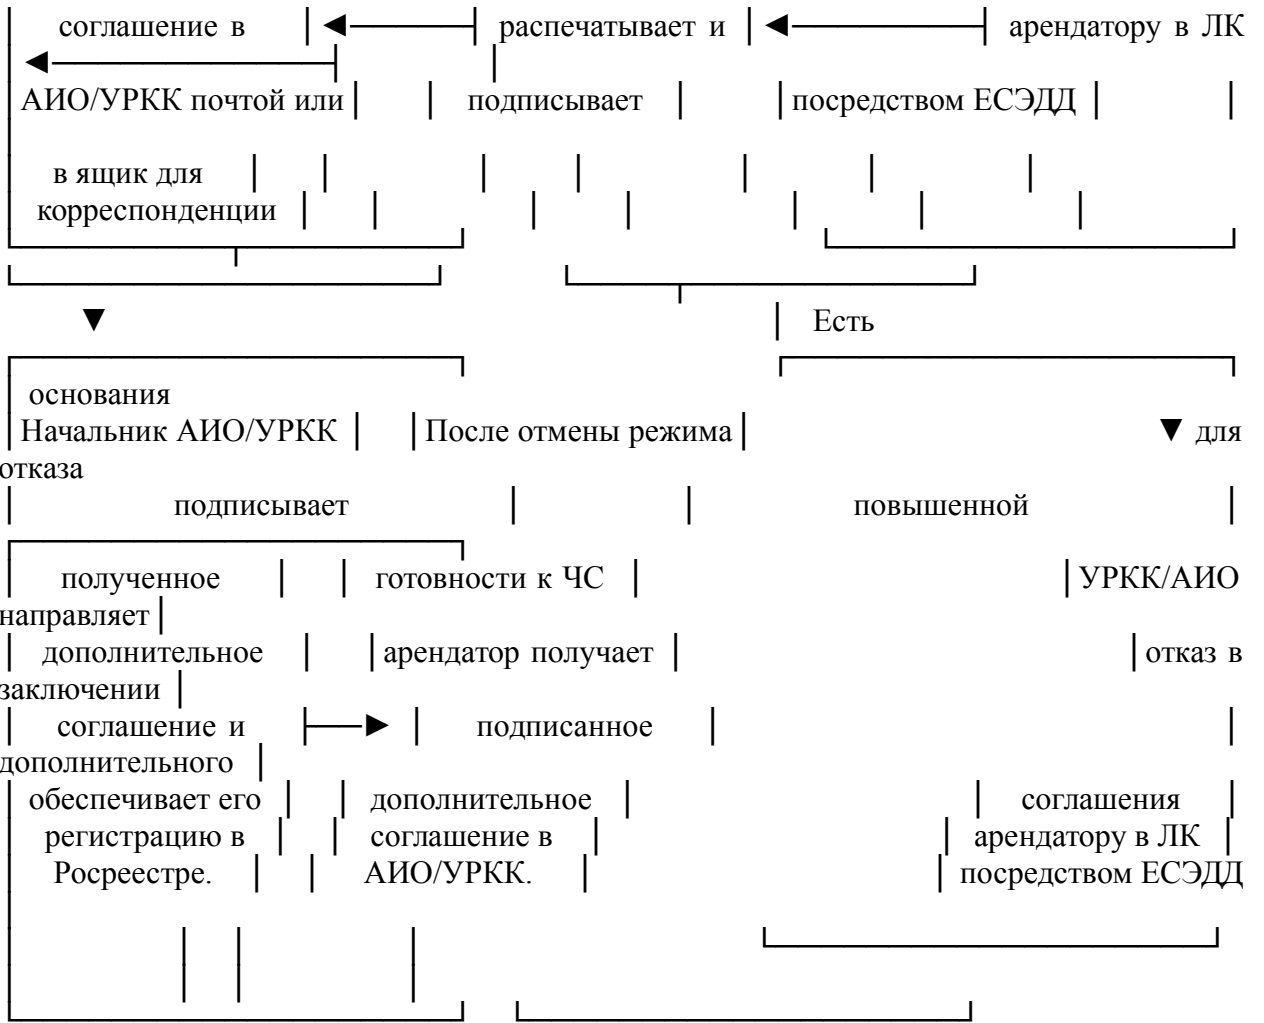 соглашение в распечатывает и арендатору в ЛК
АИО/УРКК почтой или подписывает посредством ЕСЭДД
в ящик для
корреспонденции
Есть
основания
Начальник АИО/УРКК После отмены режима для
отказа
подписывает повышенной
полученное готовности к ЧС УРКК/АИО
направляет
дополнительное арендатор получает отказ в
заключении
соглашение и подписанное
дополнительного
обеспечивает его дополнительное соглашения
регистрацию в соглашение в арендатору в ЛК
Росреестре. АИО/УРКК. посредством ЕСЭДД